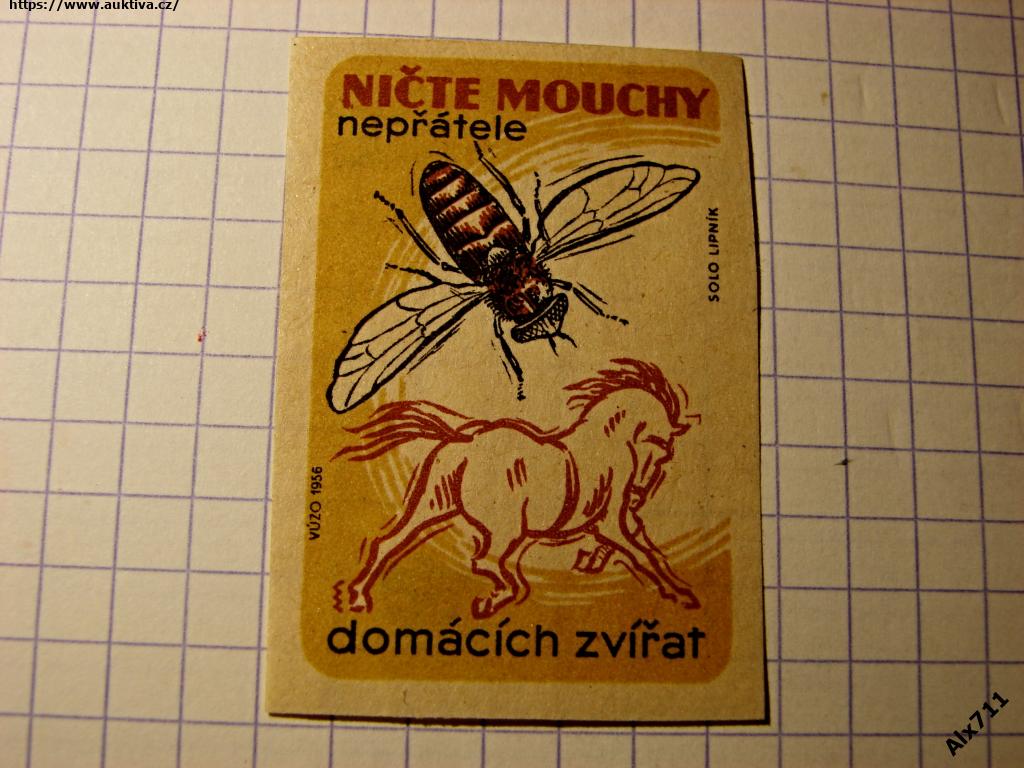 https://www.auktiva.cz/
NIČTE MOUCHY
nepřátele
SOLO LIPNÍK
VÚZO 1956
domácích zvířat
Alx711